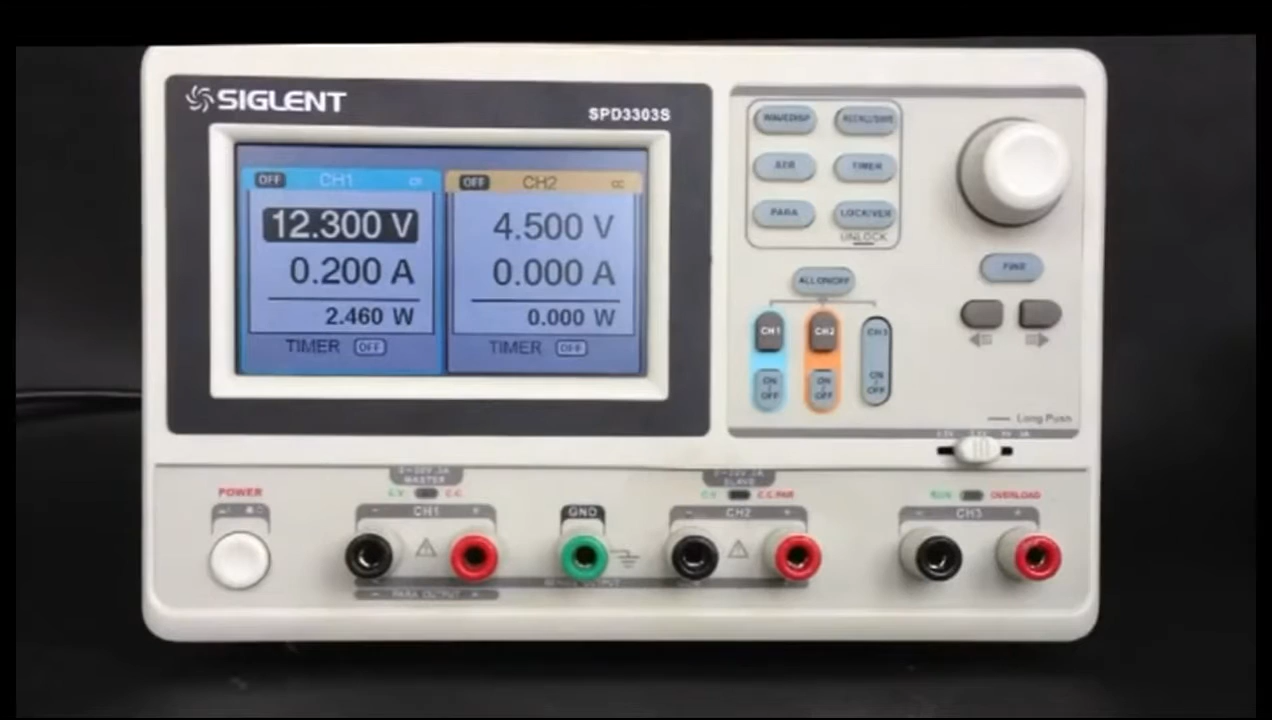 SIGLENT
SPD3303S
OFF CH1
OFF CH2 CC
12.300 V
4.500 V
0.200 A
0.000 A
2.460 W
0.000 W
TIMER OFF
TIMER OFF
WAVEDISP RECALL/SAVE
SER TIMER
PARA LOCK/VER
UNLOCK
FINE
ALL ON/OFF
CH1 CH2 CH3
ON OFF
ON OFF
ON OFF
Long Push
POWER
MASTER
C.V C.C
CH1
GND
SLAVE
C.V C.C PAR
CH2
OVERLOAD
CH3
PARA OUTPUT